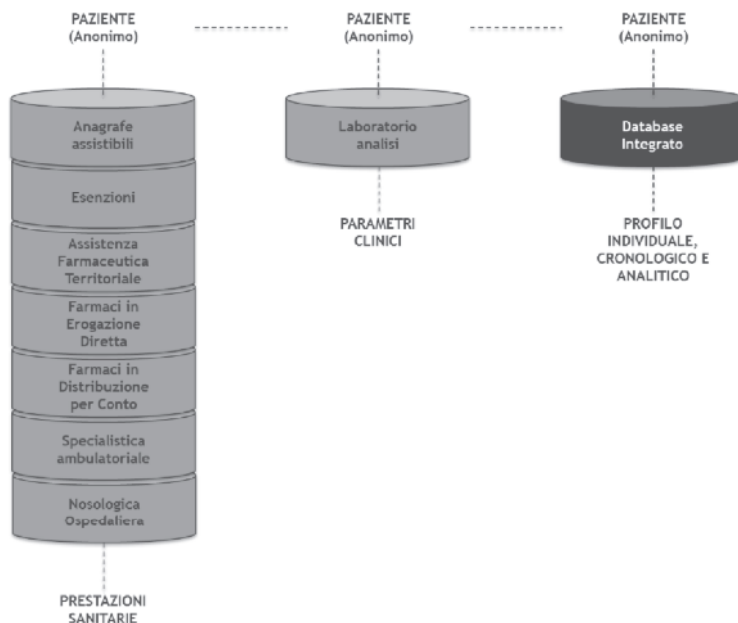 PAZIENTE
(Anonimo)
PAZIENTE
(Anonimo)
PAZIENTE
(Anonimo)
Anagrafe
assistibili
Esenzioni
Assistenza
Farmaceutica
Territoriale
Farmaci in
Erogazione
Diretta
Farmaci in
Distribuzione
per Conto
Specialistica
ambulatoriale
Nosologica
Ospedaliera
PRESTAZIONI
SANITARIE
Laboratorio
analisi
PARAMETRI
CLINICI
Database
Integrato
PROFILO
INDIVIDUALE,
CRONOLOGICO E
ANALITICO